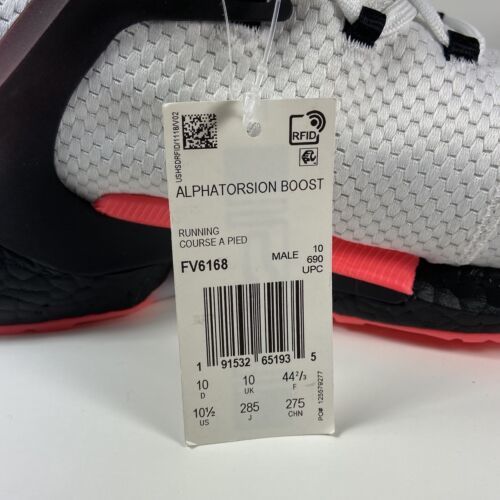 USHSDRFID/1118/V02
RFID
ALPHATORSION BOOST
RUNNING
COURSE A PIED
FV6168
MALE
10
690
UPC
1 91532 65193 5
10 10 44²/₃
D UK F
10½ 285 275
US J CHN
PO# 125579277